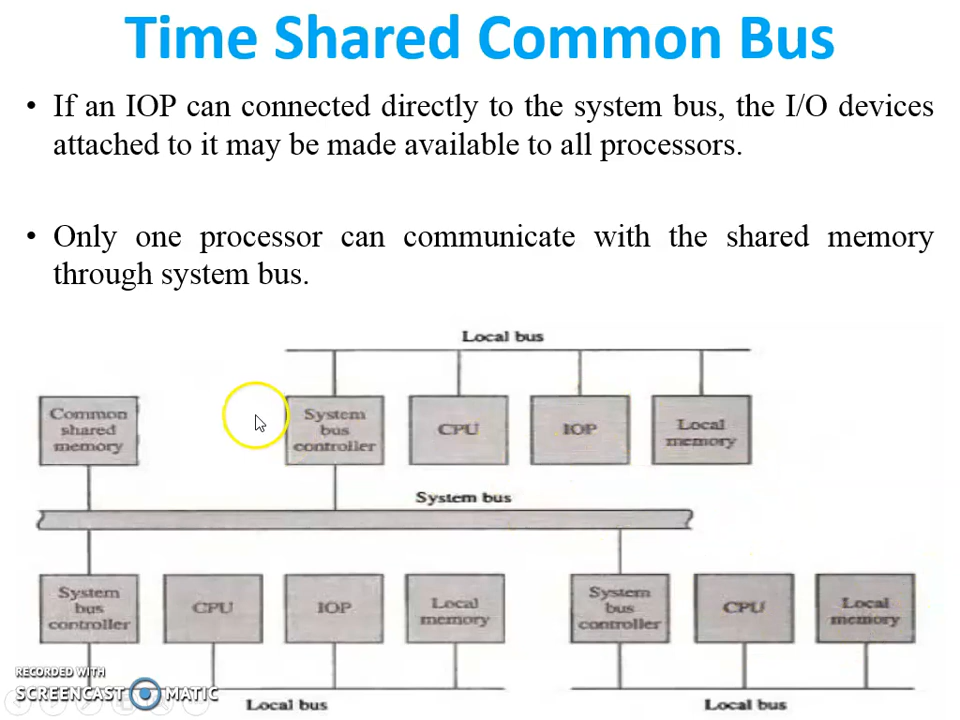 Time Shared Common Bus
• If an IOP can connected directly to the system bus, the I/O devices
attached to it may be made available to all processors.
• Only one processor can communicate with the shared memory
through system bus.
Local bus
Common
shared
memory
System
bus
controller
CPU
IOP
Local
memory
System bus
System
bus
controller
CPU
IOP
Local
memory
System
bus
controller
CPU
Local
memory
Local bus
Local bus
RECORDED WITH
SCREENCAST MATIC